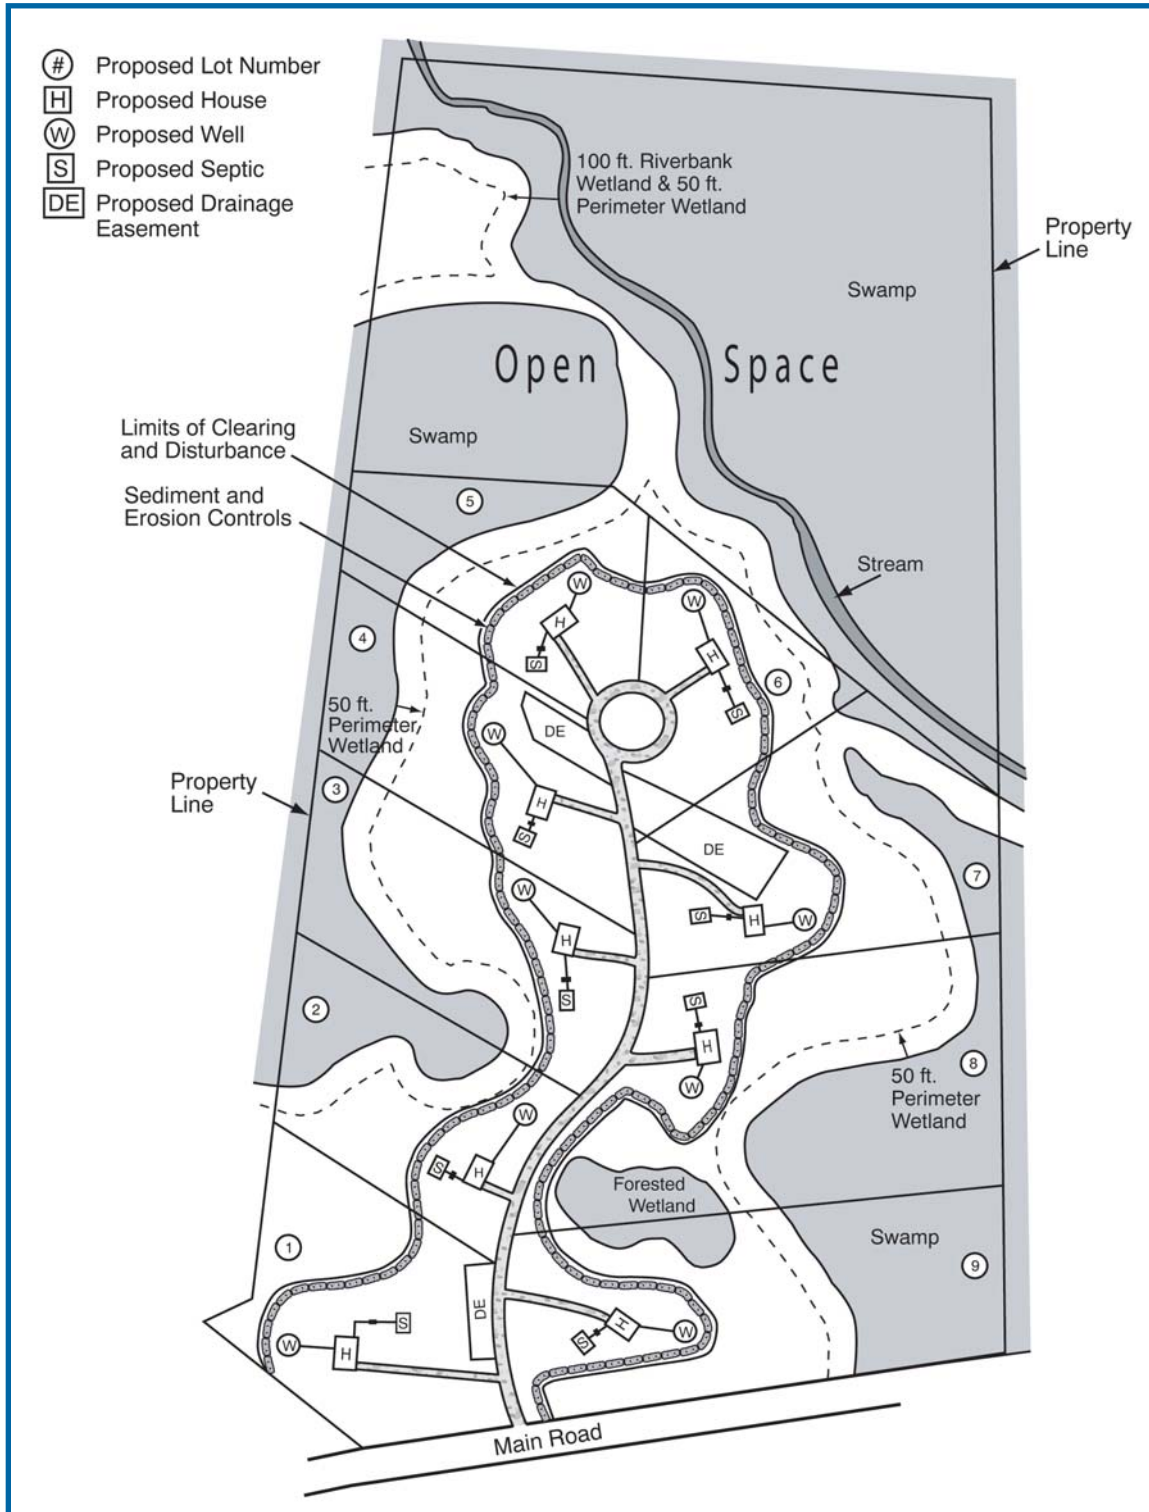 # Proposed Lot Number
H Proposed House
W Proposed Well
S Proposed Septic
DE Proposed Drainage
Easement
100 ft. Riverbank
Wetland & 50 ft.
Perimeter Wetland
Property
Line
Swamp
Open Space
Limits of Clearing
and Disturbance
Swamp
Sediment and
Erosion Controls
5
Stream
W
W
H
4
S
H
6
S
50 ft.
Perimeter
Wetland
DE
W
Property
Line
3
H
S
DE
7
W
S
H
W
H
S
2
S
H
8
W
50 ft.
Perimeter
Wetland
W
S
H
Forested
Wetland
Swamp
1
9
DE
S
W
H
H
S
W
Main Road